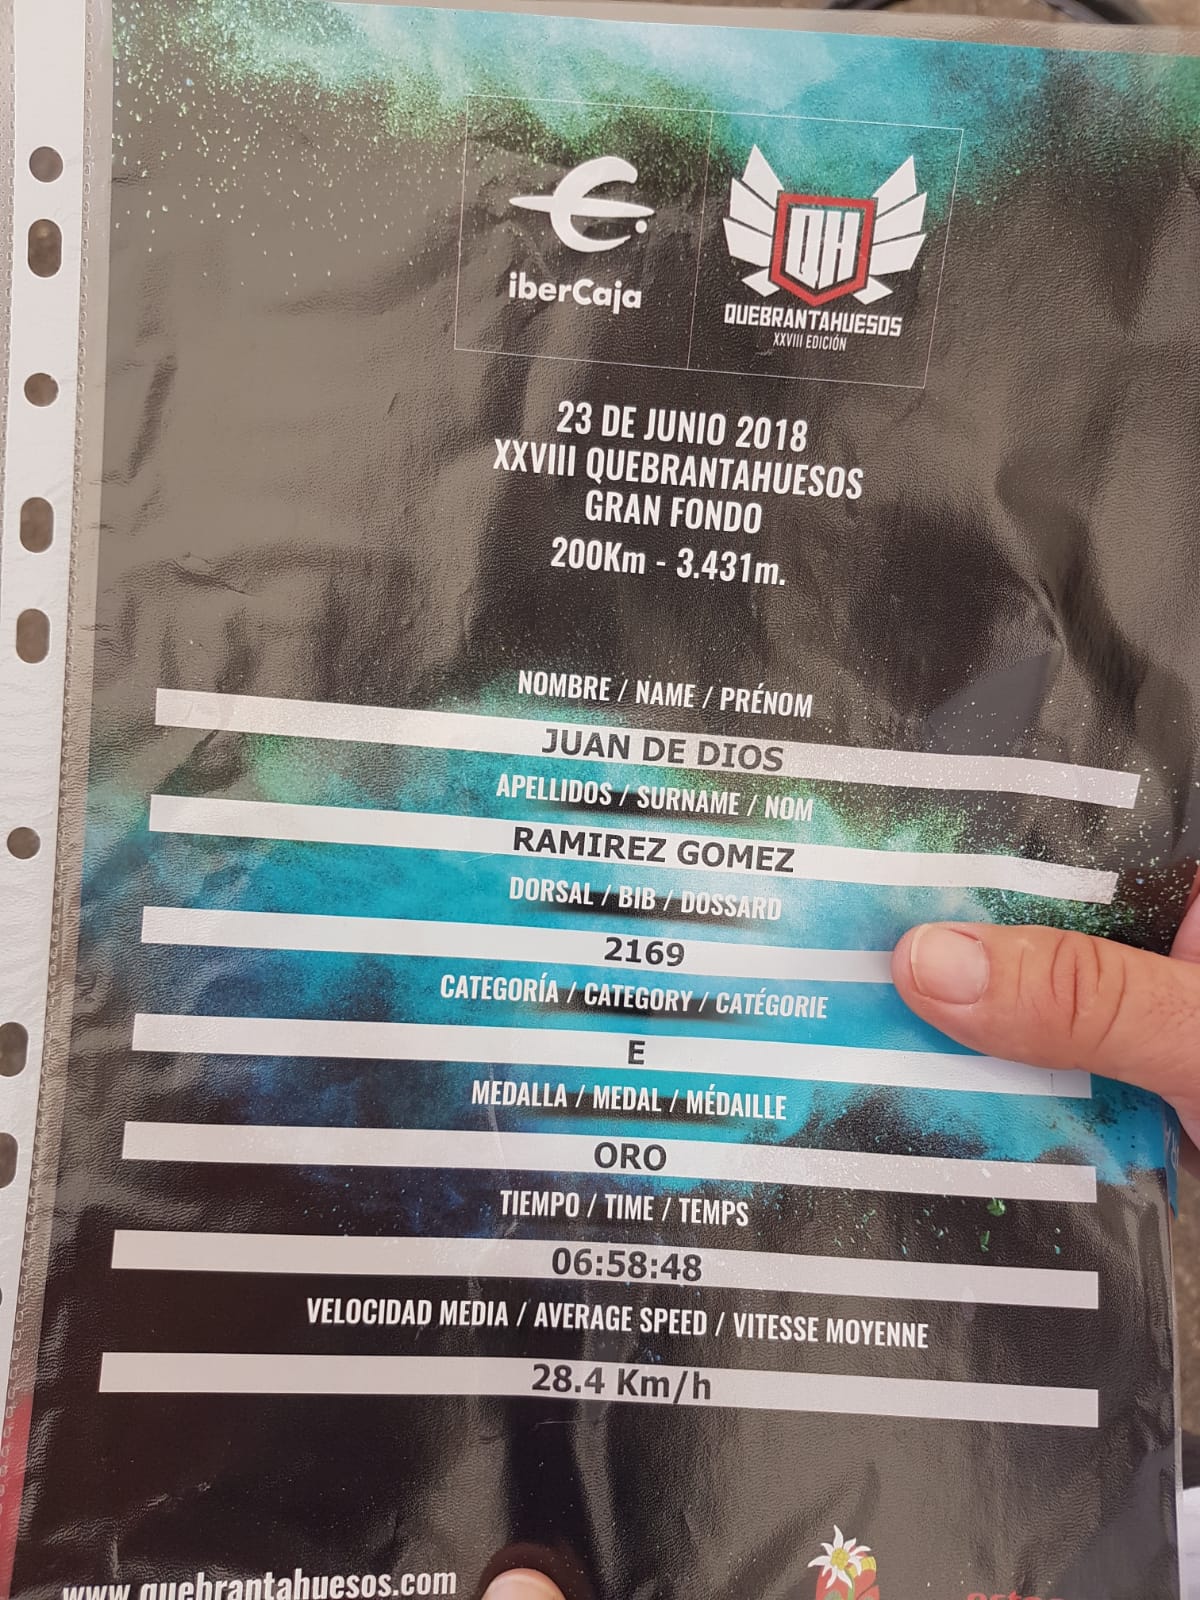 iberCaja
QH
QUEBRANTAHUESOS
XXVIII EDICIÓN
23 DE JUNIO 2018
XXVIII QUEBRANTAHUESOS
GRAN FONDO
200Km - 3.431m.
NOMBRE / NAME / PRÉNOM
JUAN DE DIOS
APELLIDOS / SURNAME / NOM
RAMIREZ GOMEZ
DORSAL / BIB / DOSSARD
2169
CATEGORÍA / CATEGORY / CATÉGORIE
E
MEDALLA / MEDAL / MÉDAILLE
ORO
TIEMPO / TIME / TEMPS
06:58:48
VELOCIDAD MEDIA / AVERAGE SPEED / VITESSE MOYENNE
28.4 Km/h
www.quebrantahuesos.com